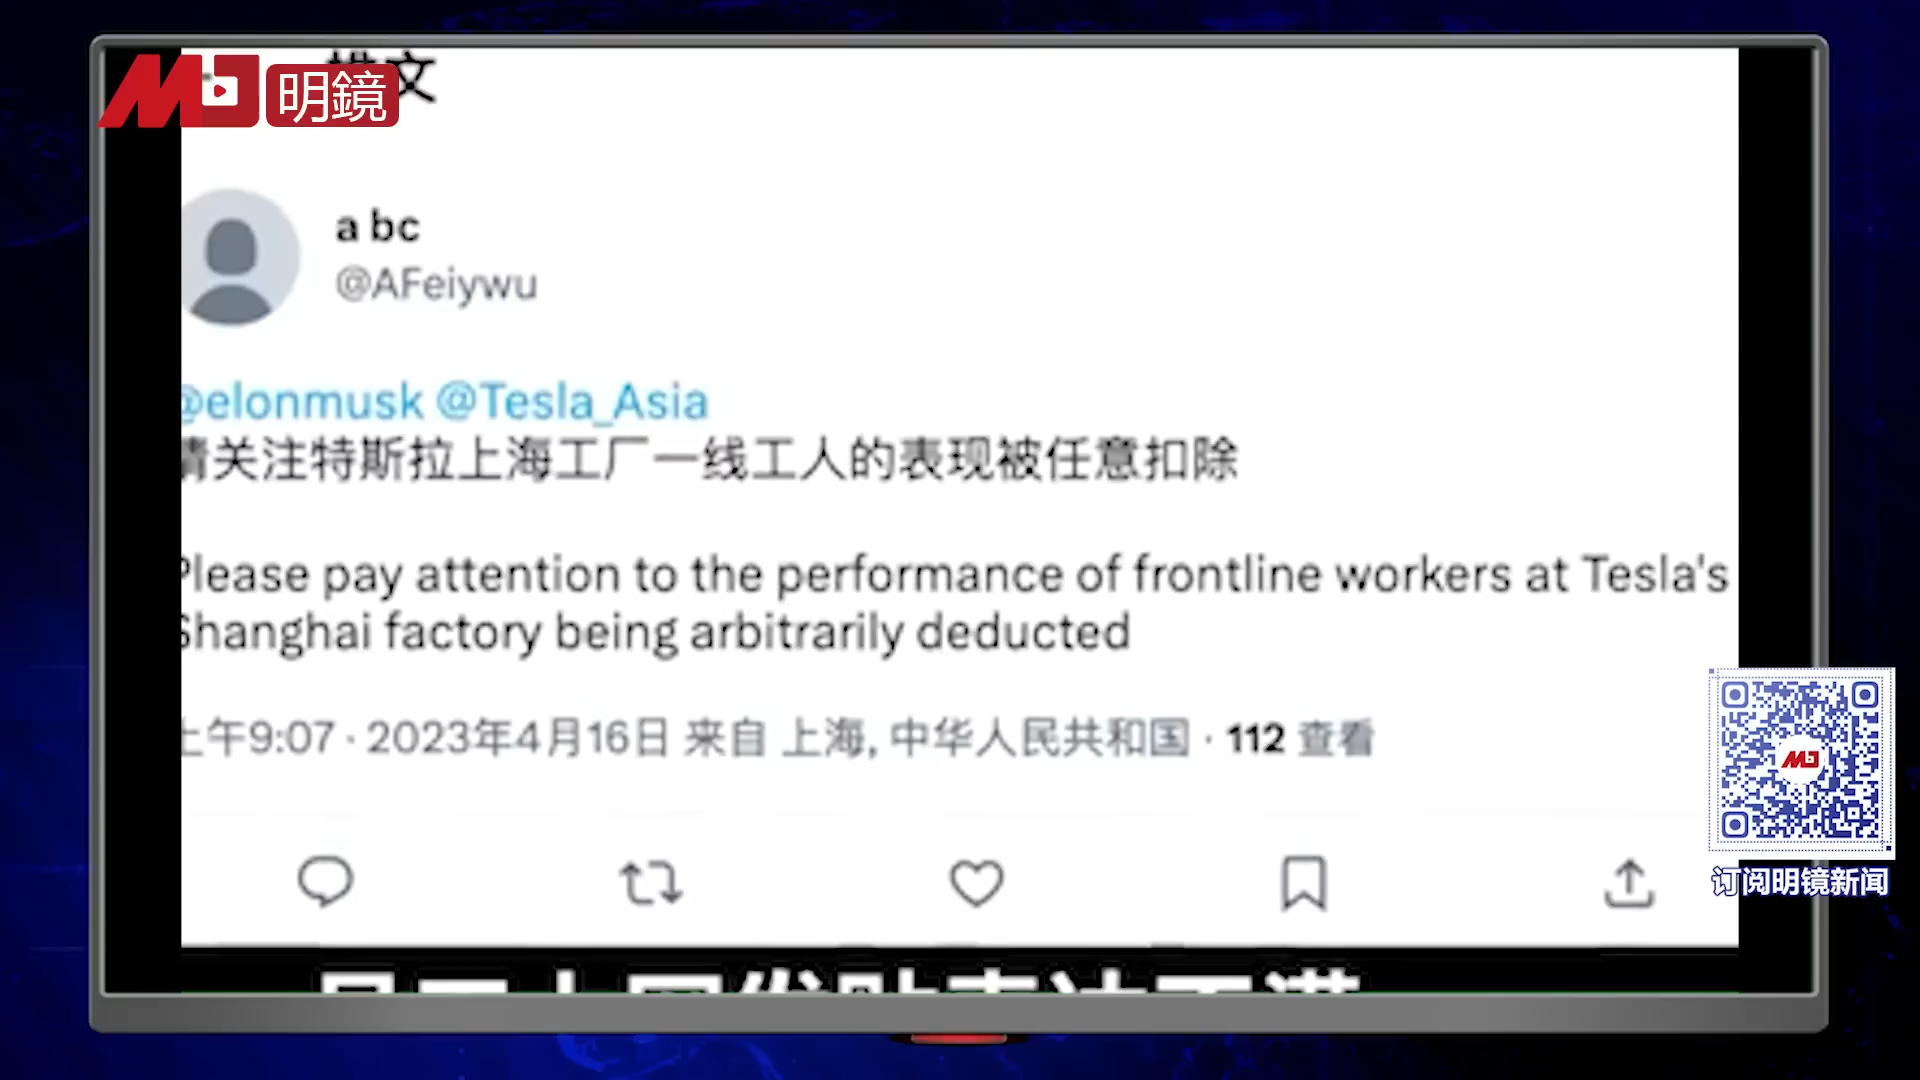 明鏡
推文
a bc
@AFeiywu
@elonmusk @Tesla_Asia
请关注特斯拉上海工厂一线工人的表现被任意扣除
Please pay attention to the performance of frontline workers at Tesla's
Shanghai factory being arbitrarily deducted
上午9:07 · 2023年4月16日 来自 上海, 中华人民共和国 · 112 查看
订阅明镜新闻